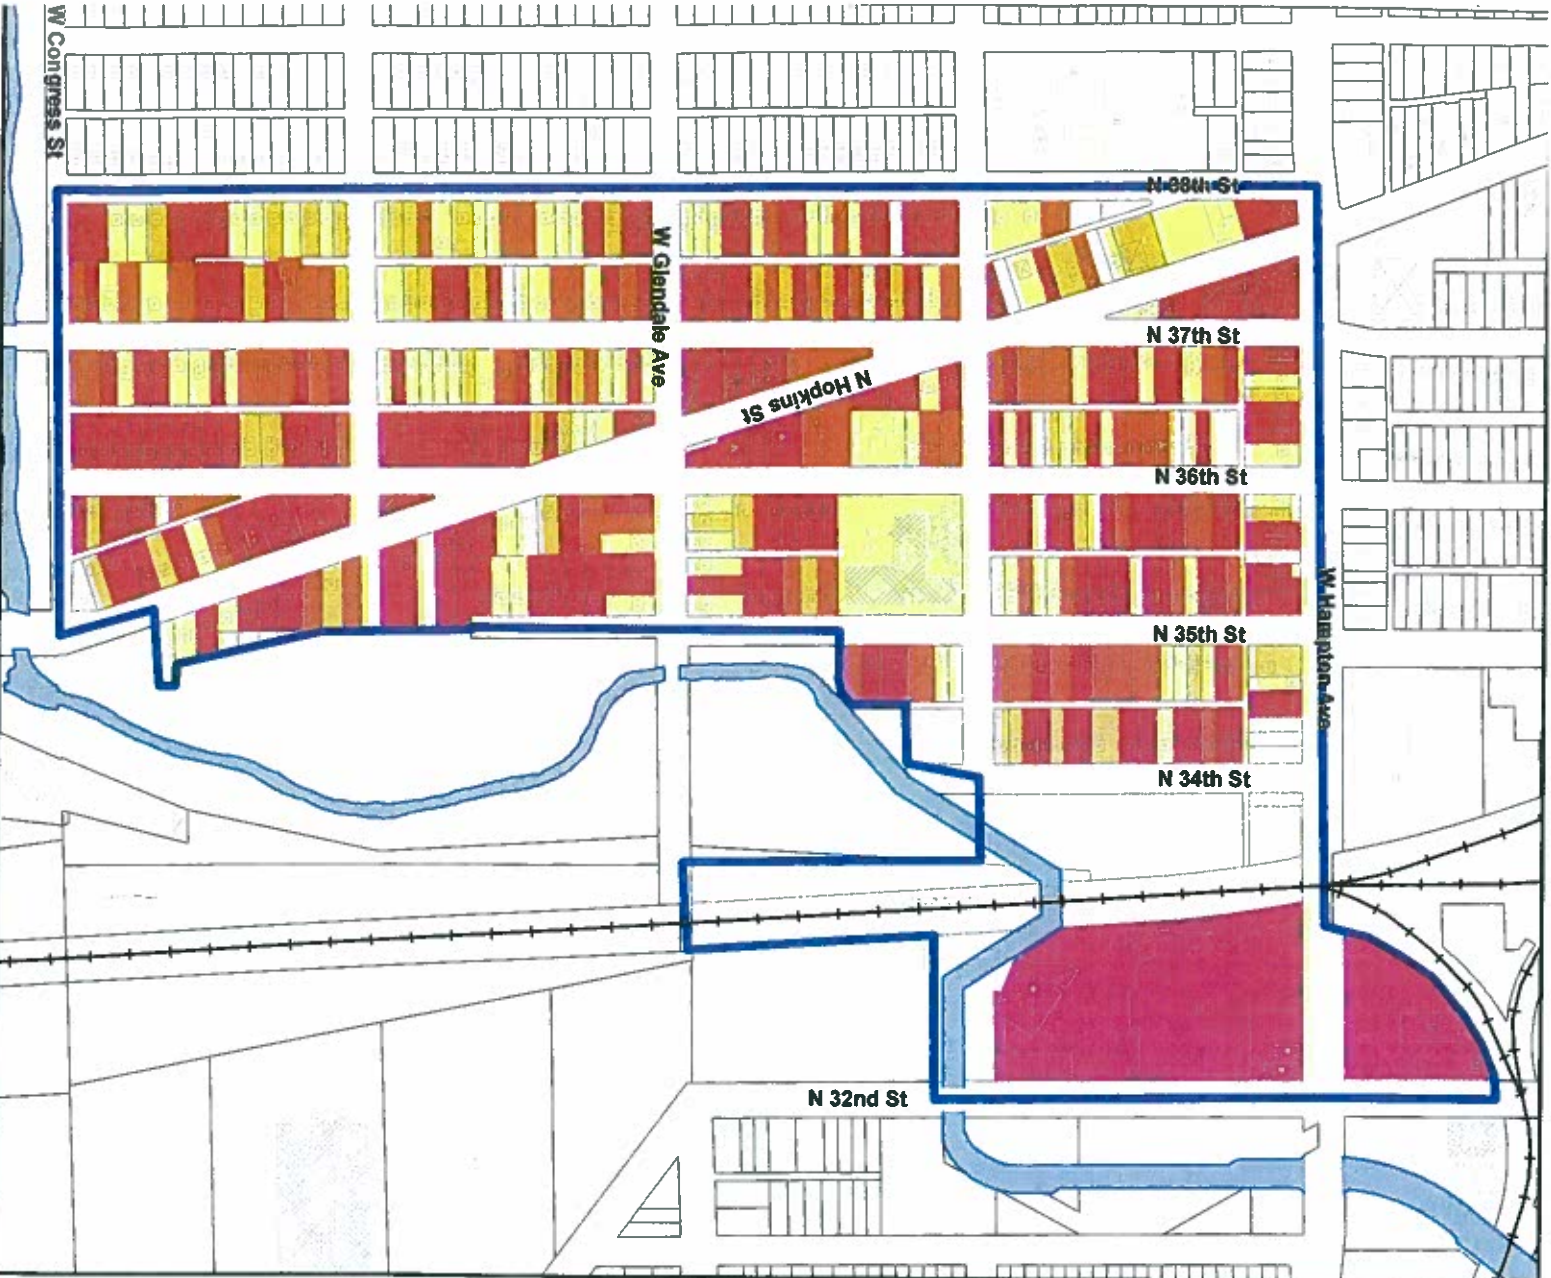 W Congress St
N 38th St
W Glendale Ave
N 37th St
N Hopkins St
N 36th St
W Hampton Ave
N 35th St
N 34th St
N 32nd St